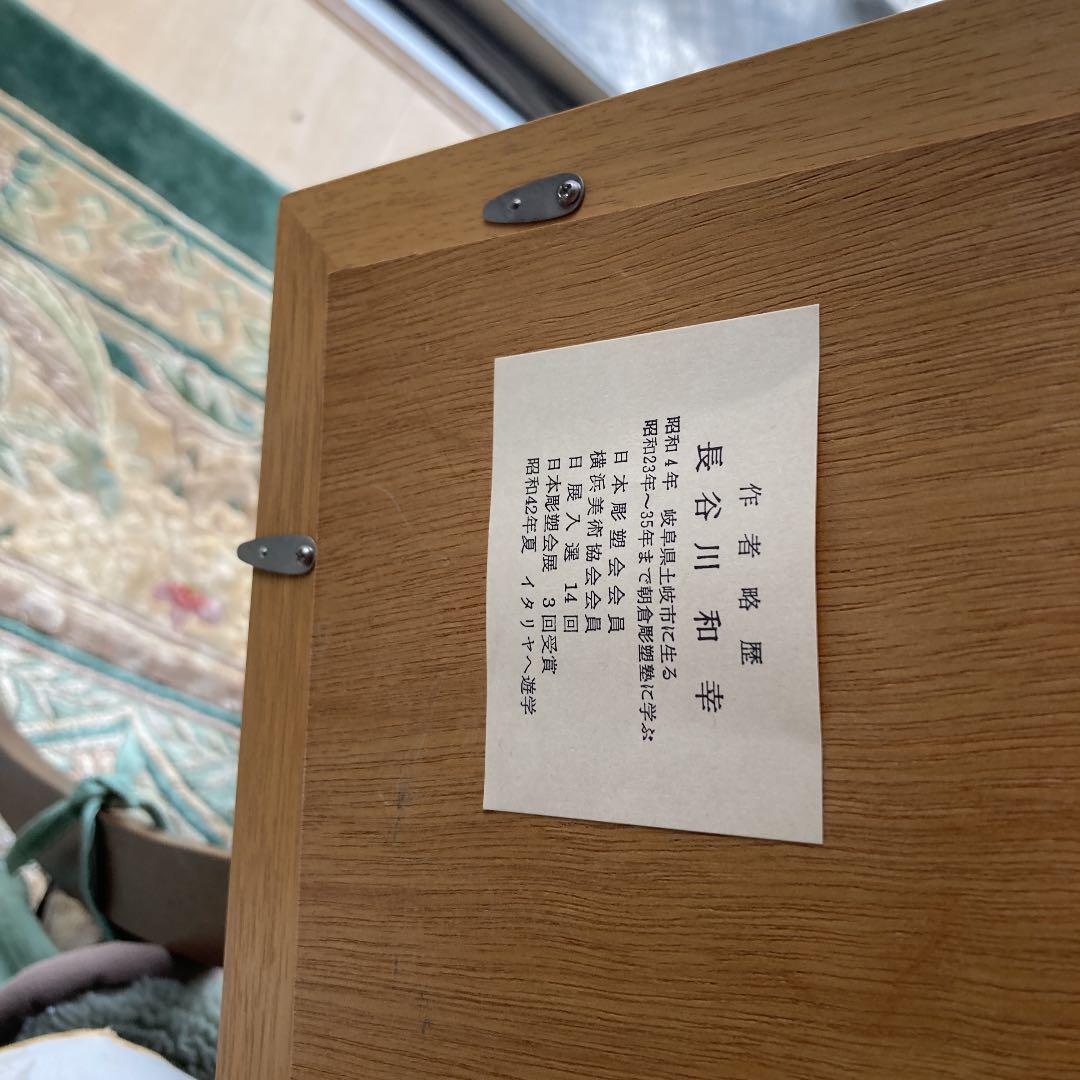 作者略歴
長谷川和幸
昭和4年 岐阜県土岐市に生る
昭和23年〜35年まで朝倉彫塑塾に学ぶ
日本彫塑会会員
横浜美術協会会員
日展入選 14回
日本彫塑会展 3回受賞
昭和42年夏 イタリヤへ遊学